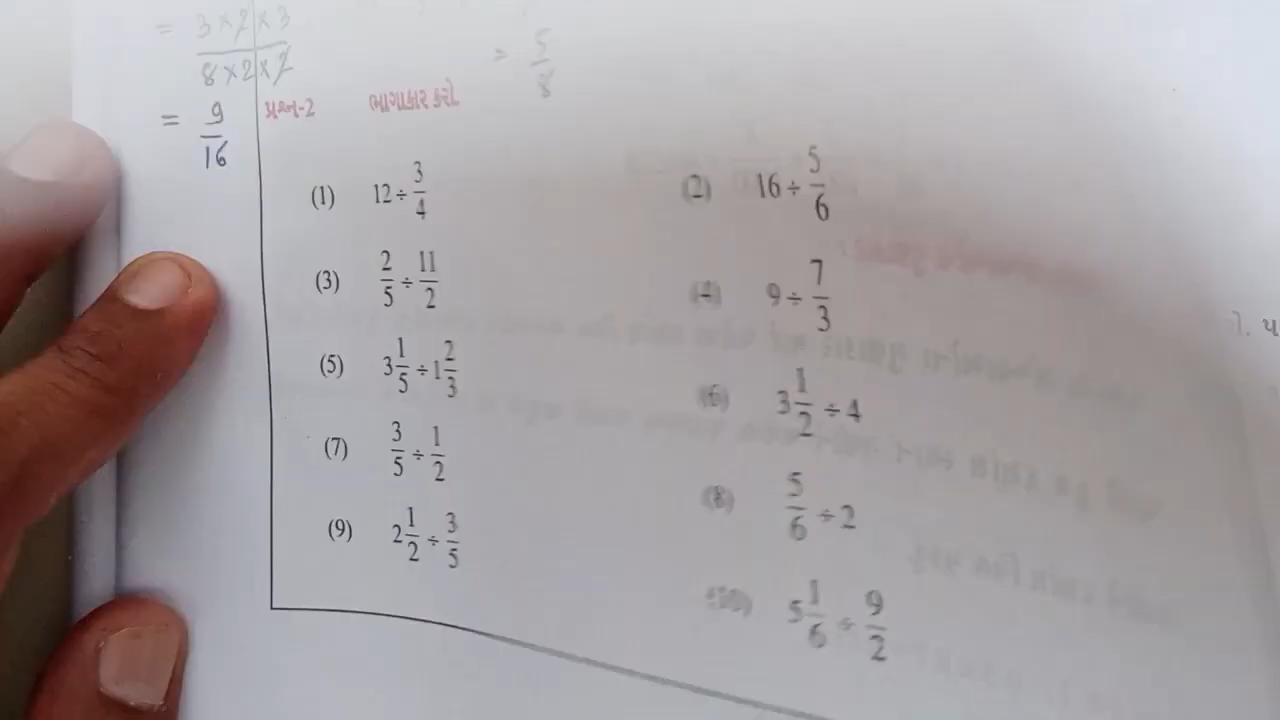 = 3 × 2 × 3 / 8 × 2 × 2
= 5/8
= 9/16
પ્રશ્ન-2 ભાગાકાર કરો.
(1) 12 ÷ 3/4 (2) 16 ÷ 5/6
(3) 2/5 ÷ 11/2 (4) 9 ÷ 7/3
(5) 3 1/5 ÷ 1 2/3 (6) 3 1/2 ÷ 4
(7) 3/5 ÷ 1/2 (8) 5/6 ÷ 2
(9) 2 1/2 ÷ 3/5 (10) 5 1/6 ÷ 9/2